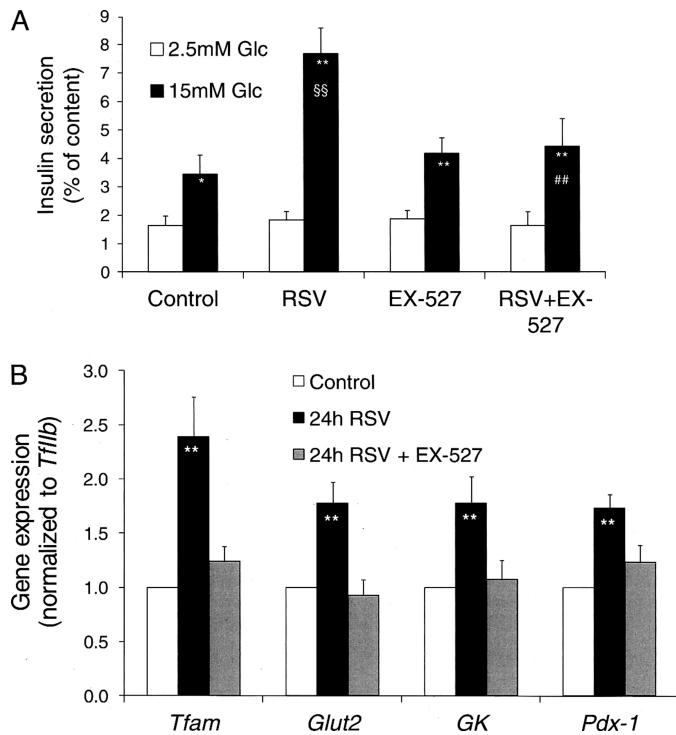 A
9
8
7
6
5
4
3
2
1
0
Insulin secretion
(% of content)
2.5mM Glc
15mM Glc
*
**
§§
**
**
##
Control
RSV
EX-527
RSV+EX-
527
B
3.0
2.5
2.0
1.5
1.0
0.5
0.0
Gene expression
(normalized to TfIIb)
Control
24h RSV
24h RSV + EX-527
**
**
**
**
Tfam
Glut2
GK
Pdx-1